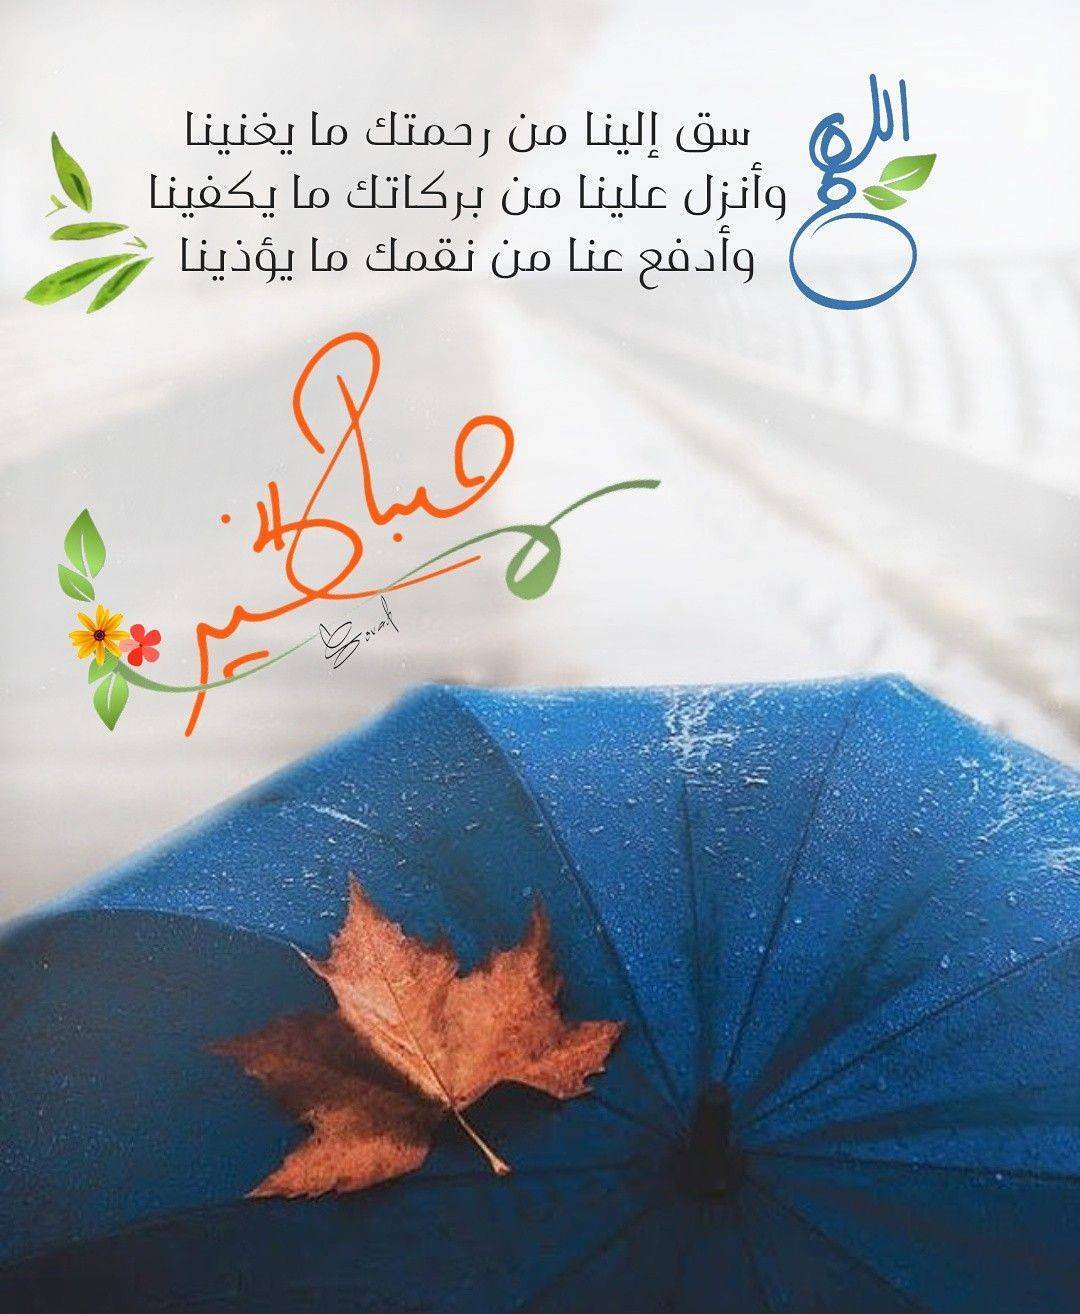 اللهم
سق إلينا من رحمتك ما يغنينا
وأنزل علينا من بركاتك ما يكفينا
وأدفع عنا من نقمك ما يؤذينا
صباح الخير